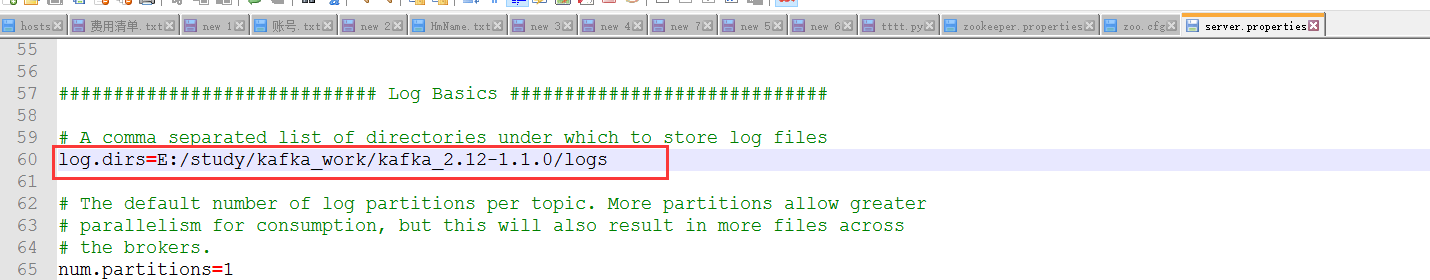 hosts 费用清单.txt new 1 账号.txt new 2 HmName.txt new 3 new 4 new 7 new 5 new 6 tttt.py zookeeper.properties zoo.cfg server.properties
55
56
57 ############################# Log Basics #############################
58
59 # A comma separated list of directories under which to store log files
60 log.dirs=E:/study/kafka_work/kafka_2.12-1.1.0/logs
61
62 # The default number of log partitions per topic. More partitions allow greater
63 # parallelism for consumption, but this will also result in more files across
64 # the brokers.
65 num.partitions=1